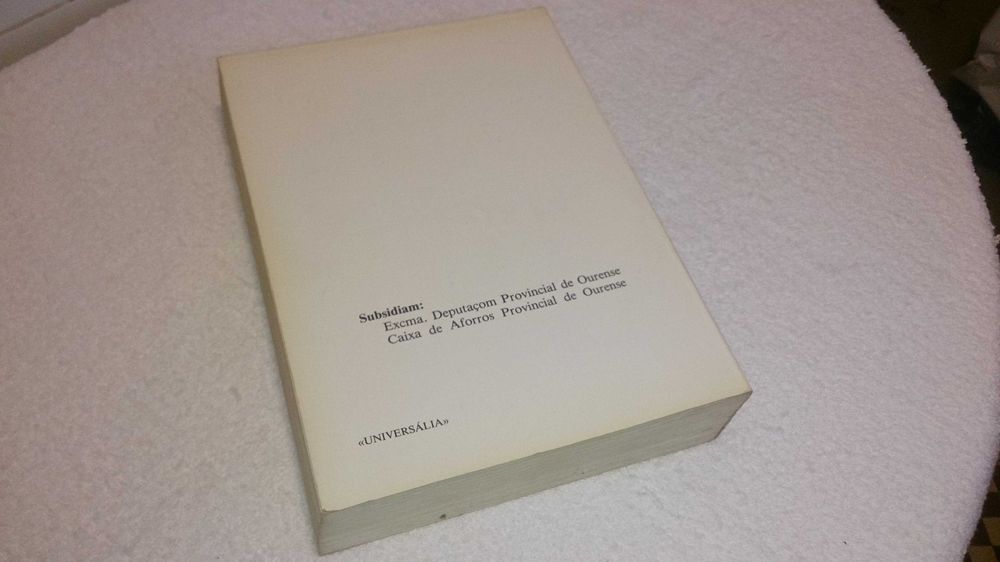 Subsidiam:
Excma. Deputaçom Provincial de Ourense
Caixa de Aforros Provincial de Ourense
«UNIVERSÁLIA»